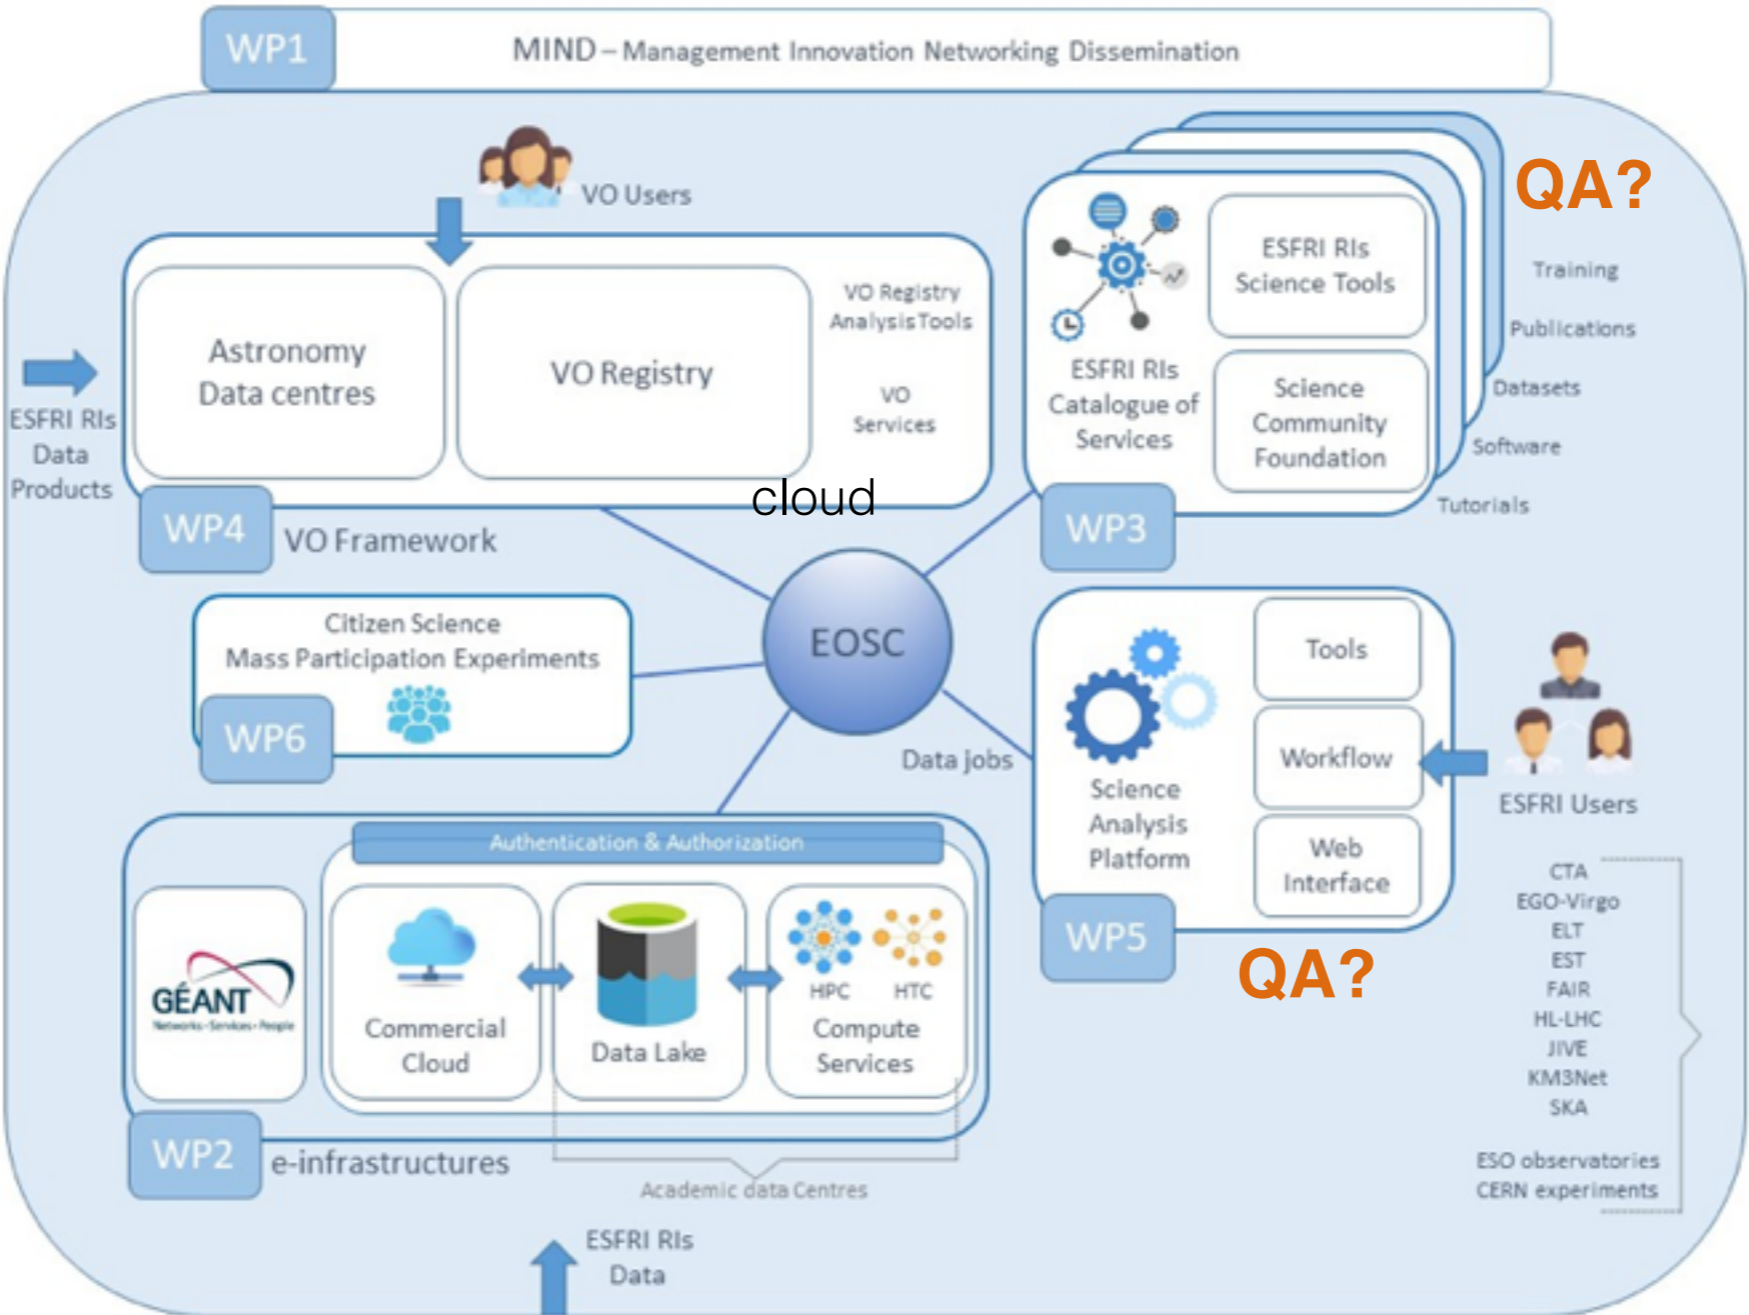 WP1
MIND – Management Innovation Networking Dissemination
VO Users
QA?
Astronomy
Data centres
VO Registry
VO Registry
Analysis Tools
VO
Services
ESFRI RIs
Data
Products
WP4
VO Framework
cloud
ESFRI RIs
Catalogue of
Services
ESFRI RIs
Science Tools
Science
Community
Foundation
WP3
Training
Publications
Datasets
Software
Tutorials
Citizen Science
Mass Participation Experiments
WP6
EOSC
Data jobs
Science
Analysis
Platform
Tools
Workflow
Web
Interface
WP5
QA?
ESFRI Users
CTA
EGO-Virgo
ELT
EST
FAIR
HL-LHC
JIVE
KM3Net
SKA
ESO observatories
CERN experiments
Authentication & Authorization
GÉANT
Networks • Services • People
Commercial
Cloud
Data Lake
HPC
HTC
Compute
Services
WP2
e-infrastructures
Academic data Centres
ESFRI RIs
Data